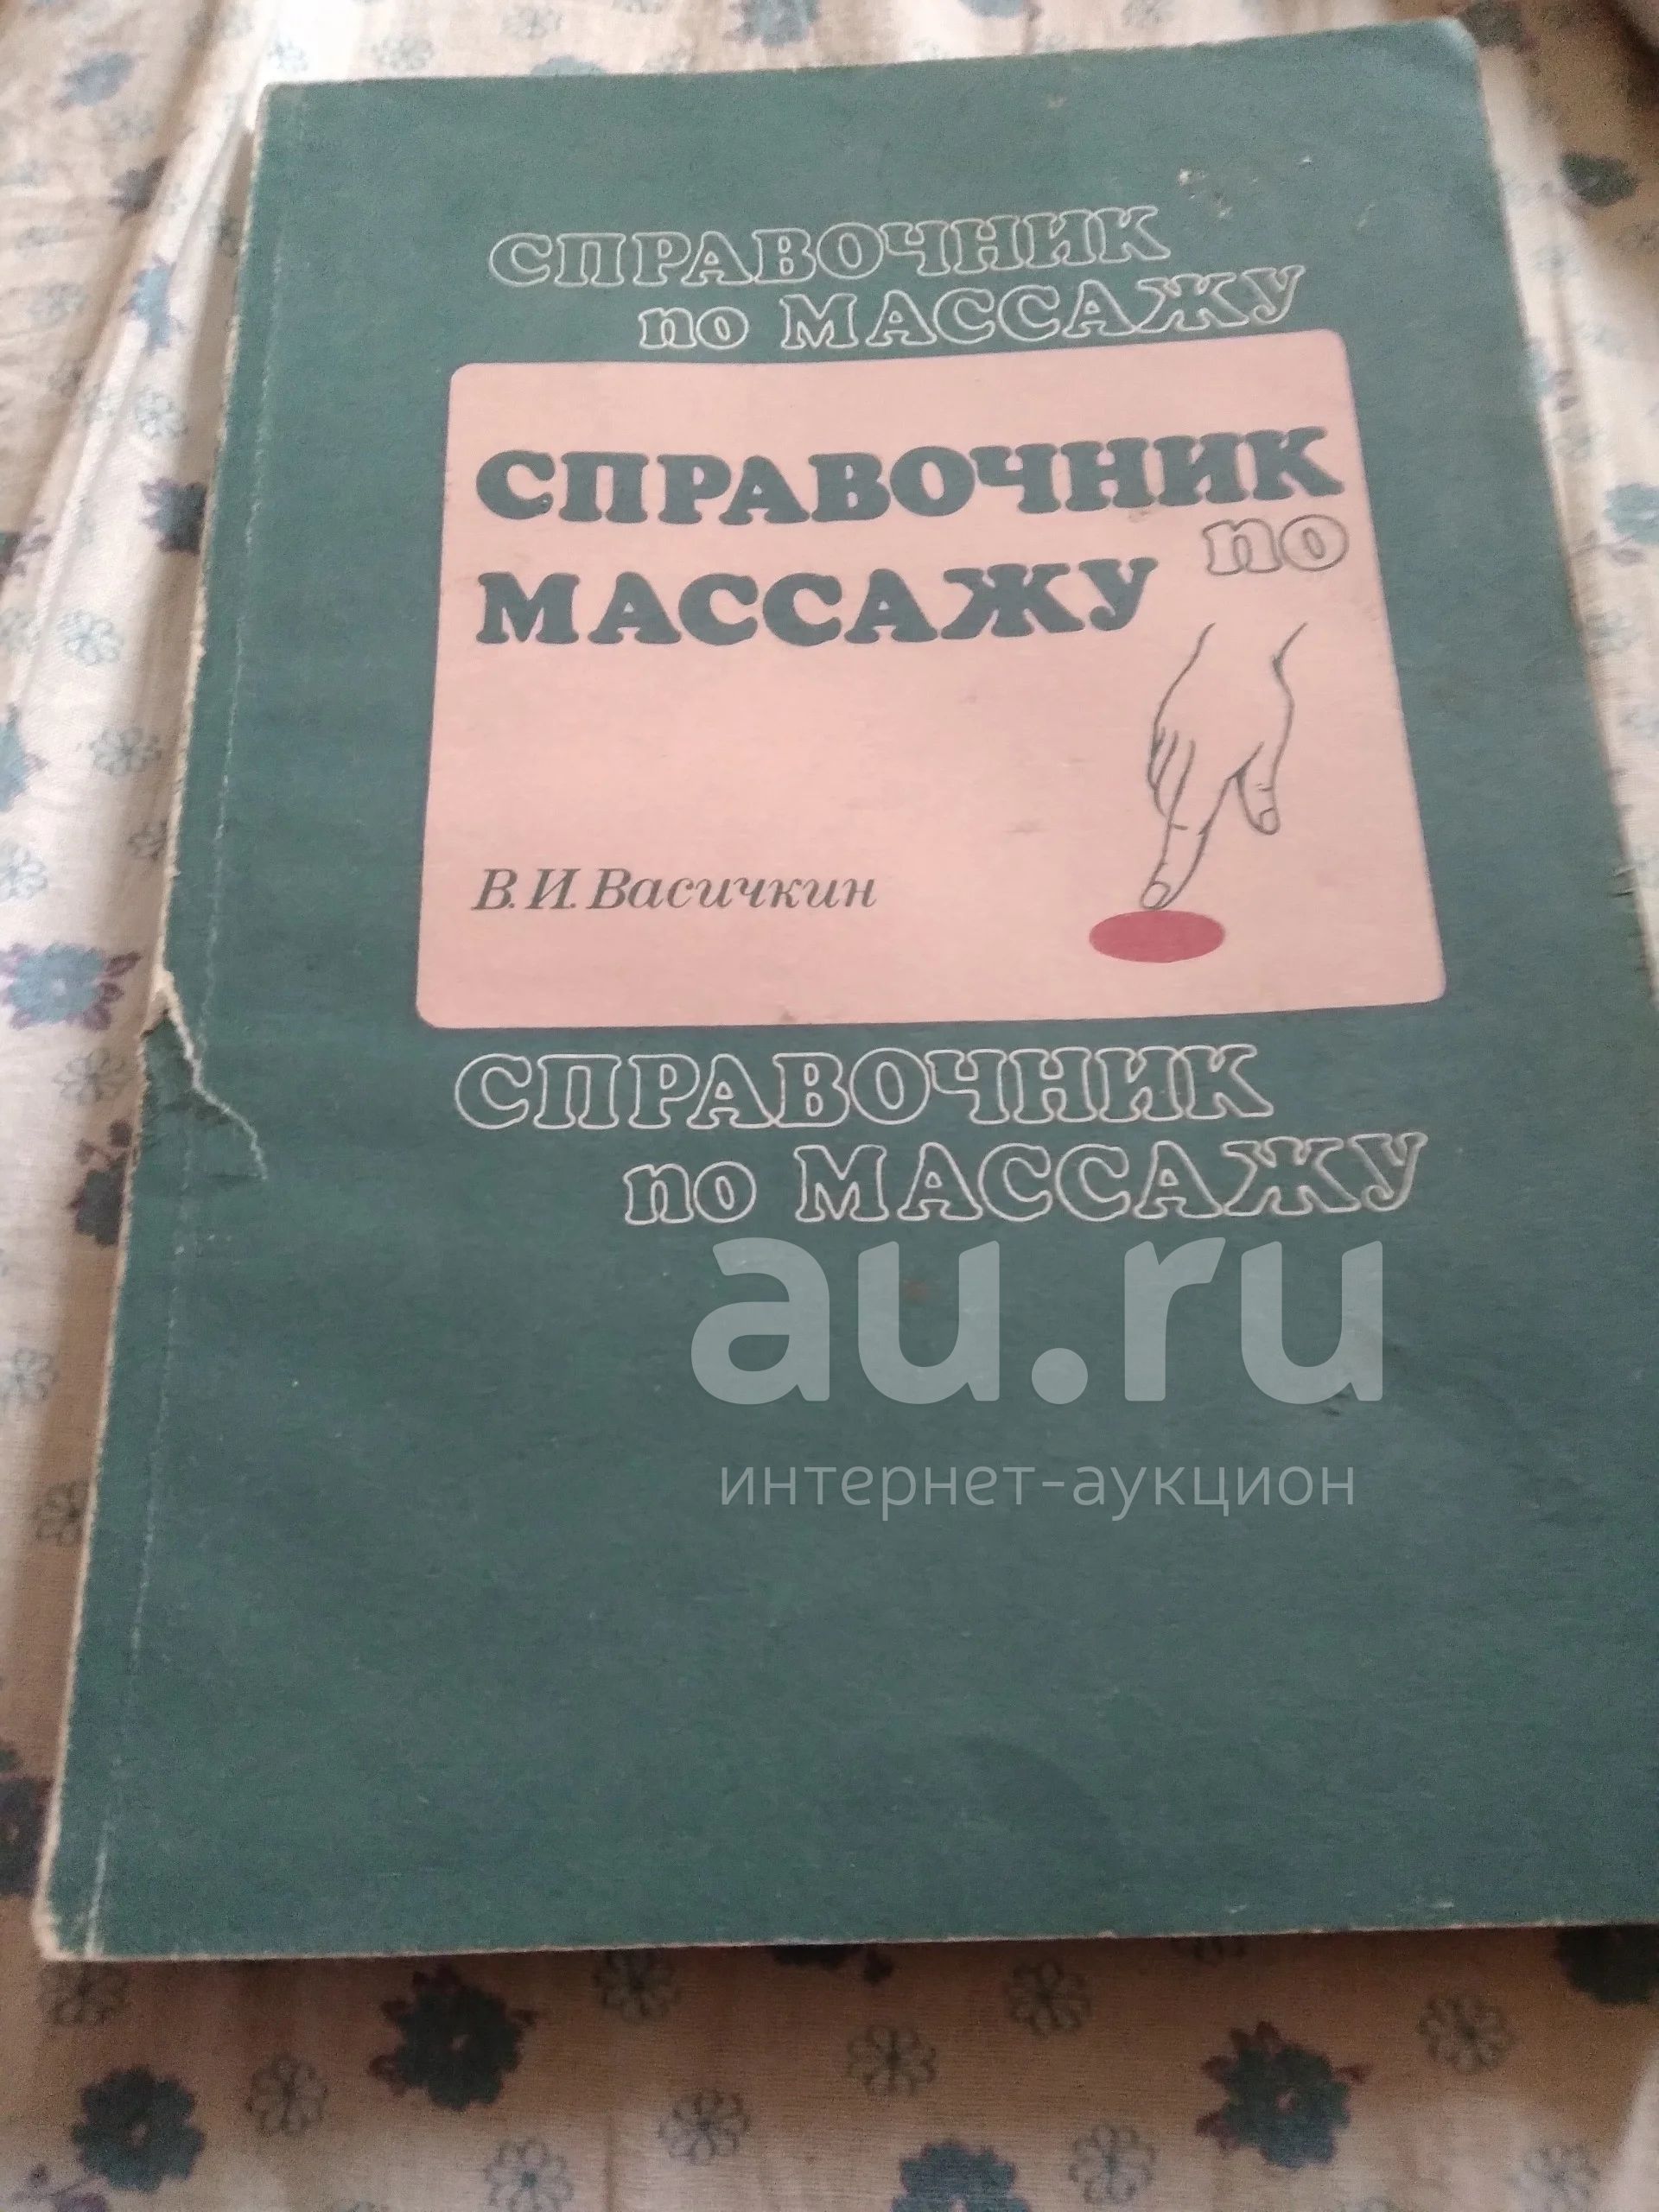 СПРАВОЧНИК
по МАССАЖУ
СПРАВОЧНИК
по
МАССАЖУ
В. И. Васичкин
СПРАВОЧНИК
по МАССАЖУ
au.ru
интернет-аукцион